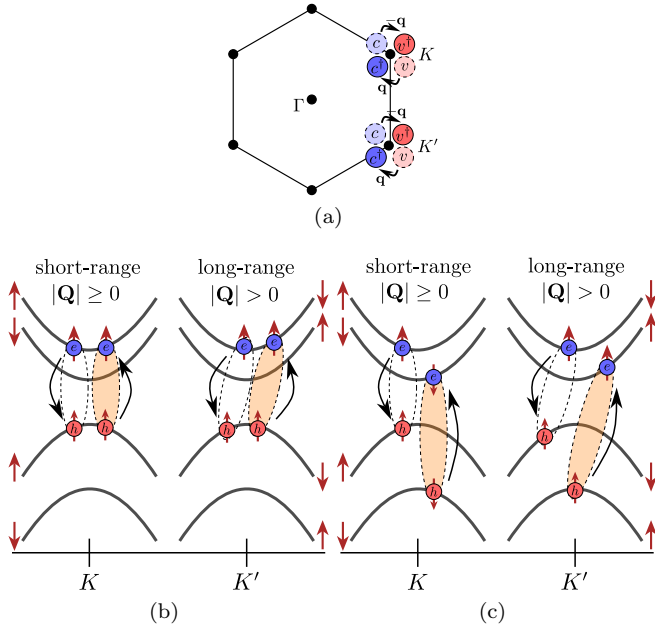 −q
c v† K
c† v
q
Γ
−q
c v†
c† v K′
q
(a)
short-range long-range short-range long-range
|Q| ≥ 0 |Q| > 0 |Q| ≥ 0 |Q| > 0
e e e e e e e e
h h h h h h h h
K K′ K K′
(b) (c)